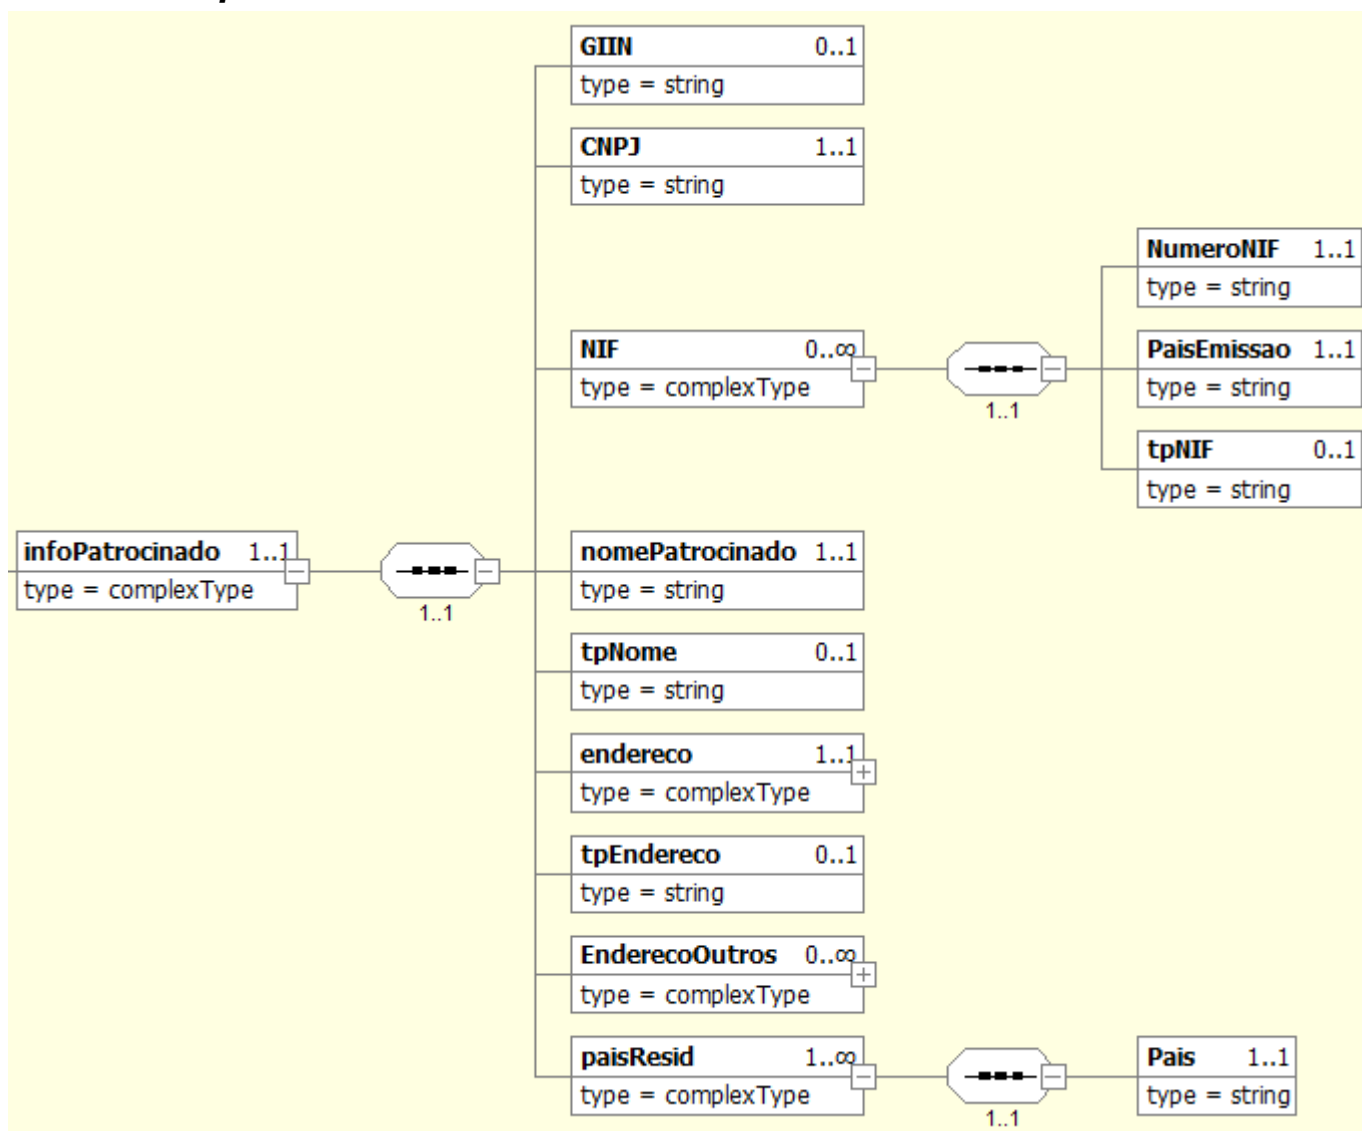 GIIN 0..1
type = string
CNPJ 1..1
type = string
NumeroNIF 1..1
type = string
NIF 0..∞
type = complexType
1..1
PaisEmissao 1..1
type = string
tpNIF 0..1
type = string
infoPatrocinado 1..1
type = complexType
1..1
nomePatrocinado 1..1
type = string
tpNome 0..1
type = string
endereco 1..1
type = complexType
tpEndereco 0..1
type = string
EnderecoOutros 0..∞
type = complexType
paisResid 1..∞
type = complexType
1..1
Pais 1..1
type = string